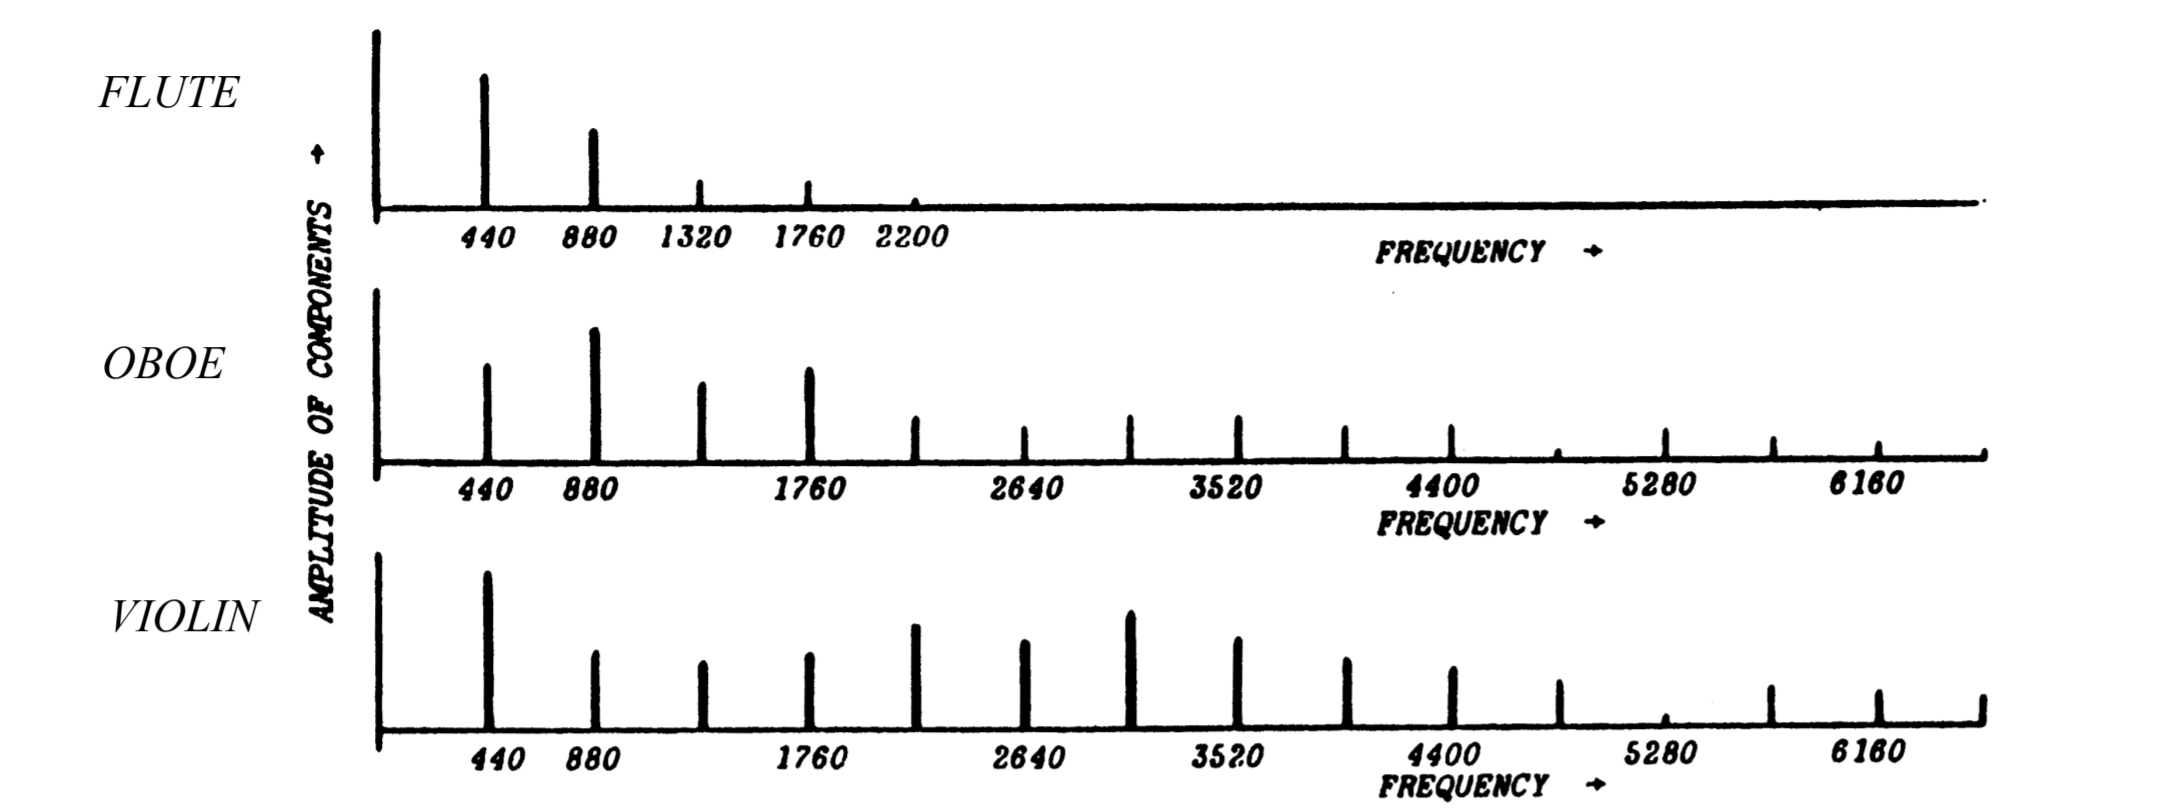 FLUTE
AMPLITUDE OF COMPONENTS →
440 880 1320 1760 2200
FREQUENCY →
OBOE
440 880 1760 2640 3520 4400 5280 6160
FREQUENCY →
VIOLIN
440 880 1760 2640 3520 4400 5280 6160
FREQUENCY →